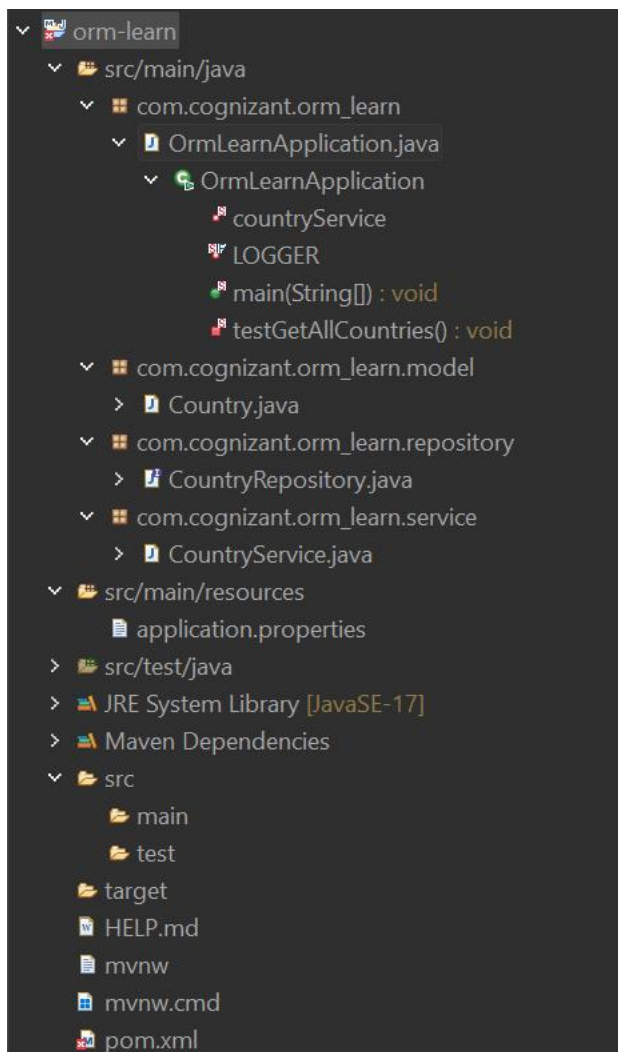 orm-learn
src/main/java
com.cognizant.orm_learn
OrmLearnApplication.java
OrmLearnApplication
countryService
LOGGER
main(String[]) : void
testGetAllCountries() : void
com.cognizant.orm_learn.model
Country.java
com.cognizant.orm_learn.repository
CountryRepository.java
com.cognizant.orm_learn.service
CountryService.java
src/main/resources
application.properties
src/test/java
JRE System Library [JavaSE-17]
Maven Dependencies
src
main
test
target
HELP.md
mvnw
mvnw.cmd
pom.xml